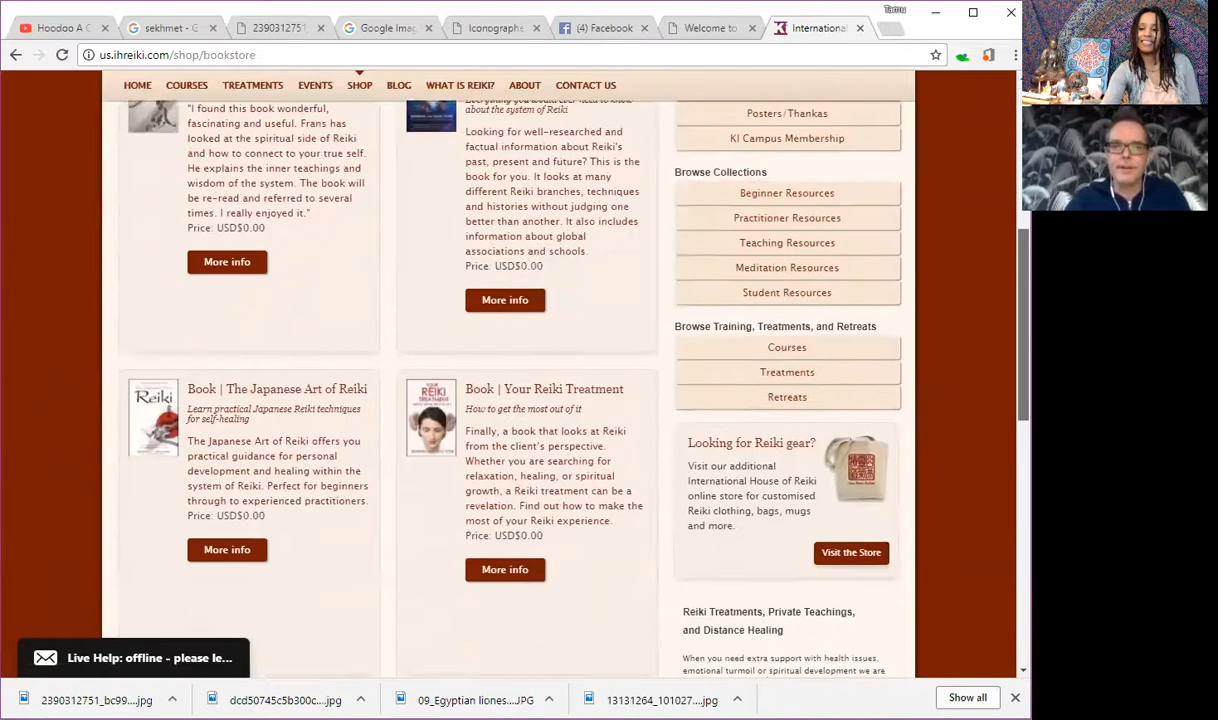 Tamu
Hoodoo A C
sekhmet - G
2390312751
Google Imag
Iconographe
(4) Facebook
Welcome to
International
us.ihreiki.com/shop/bookstore
HOME COURSES TREATMENTS EVENTS SHOP BLOG WHAT IS REIKI? ABOUT CONTACT US
"I found this book wonderful,
fascinating and useful. Frans has
looked at the spiritual side of Reiki
and how to connect to your true self.
He explains the inner teachings and
wisdom of the system. The book will
be re-read and referred to several
times. I really enjoyed it."
Price: USD$0.00
More info
Everything you would ever need to know
about the system of Reiki
Looking for well-researched and
factual information about Reiki's
past, present and future? This is the
book for you. It looks at many
different Reiki branches, techniques
and histories without judging one
better than another. It also includes
information about global
associations and schools.
Price: USD$0.00
More info
Book | The Japanese Art of Reiki
Learn practical Japanese Reiki techniques
for self-healing
The Japanese Art of Reiki offers you
practical guidance for personal
development and healing within the
system of Reiki. Perfect for beginners
through to experienced practitioners.
Price: USD$0.00
More info
Reiki
Book | Your Reiki Treatment
How to get the most out of it
Finally, a book that looks at Reiki
from the client's perspective.
Whether you are searching for
relaxation, healing, or spiritual
growth, a Reiki treatment can be a
revelation. Find out how to make the
most of your Reiki experience.
Price: USD$0.00
More info
YOUR
REIKI
TREATMENT
Posters/Thankas
KI Campus Membership
Browse Collections
Beginner Resources
Practitioner Resources
Teaching Resources
Meditation Resources
Student Resources
Browse Training, Treatments, and Retreats
Courses
Treatments
Retreats
Looking for Reiki gear?
Visit our additional
International House of Reiki
online store for customised
Reiki clothing, bags, mugs
and more.
Visit the Store
Reiki Treatments, Private Teachings,
and Distance Healing
When you need extra support with health issues,
emotional turmoil or spiritual development we are
Live Help: offline - please le...
2390312751_bc99....jpg
dcd50745c5b300c....jpg
09_Egyptian liones....JPG
13131264_101027....jpg
Show all